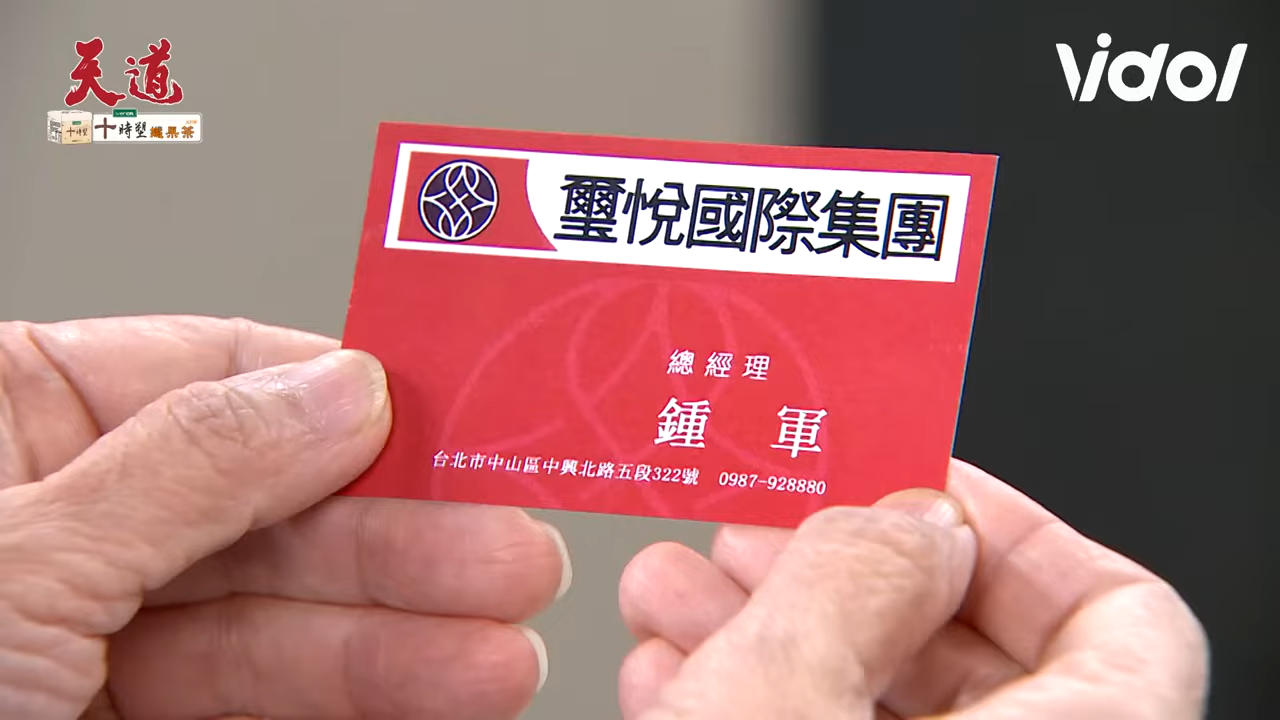 天道
Vidol
十時塑纖果茶
璽悅國際集團
總經理
鍾 軍
台北市中山區中興北路五段322號 0987-928880